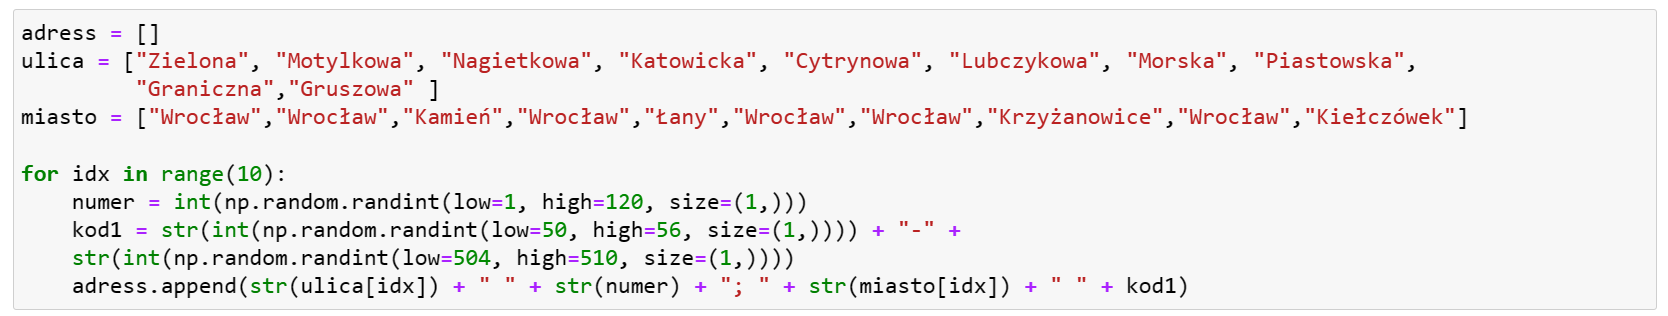 adress = []
ulica = ["Zielona", "Motylkowa", "Nagietkowa", "Katowicka", "Cytrynowa", "Lubczykowa", "Morska", "Piastowska",
         "Graniczna","Gruszowa" ]
miasto = ["Wrocław","Wrocław","Kamień","Wrocław","Łany","Wrocław","Wrocław","Krzyżanowice","Wrocław","Kiełczówek"]

for idx in range(10):
    numer = int(np.random.randint(low=1, high=120, size=(1,)))
    kod1 = str(int(np.random.randint(low=50, high=56, size=(1,)))) + "-" +
    str(int(np.random.randint(low=504, high=510, size=(1,))))
    adress.append(str(ulica[idx]) + " " + str(numer) + "; " + str(miasto[idx]) + " " + kod1)